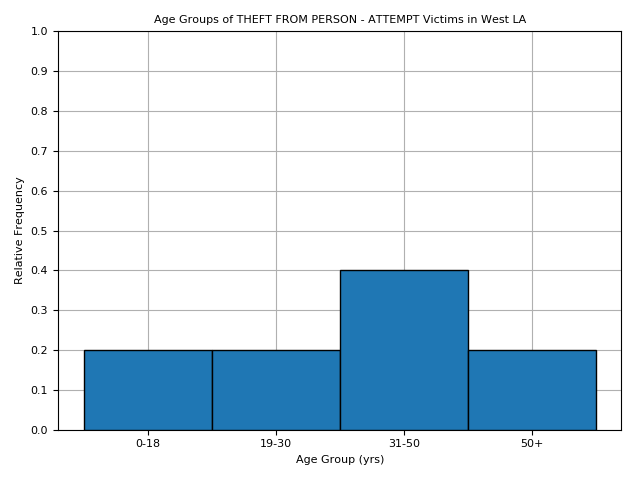 Age Groups of THEFT FROM PERSON - ATTEMPT Victims in West LA
1.0
0.9
0.8
0.7
0.6
0.5
0.4
0.3
0.2
0.1
0.0
Relative Frequency
0-18 19-30 31-50 50+
Age Group (yrs)